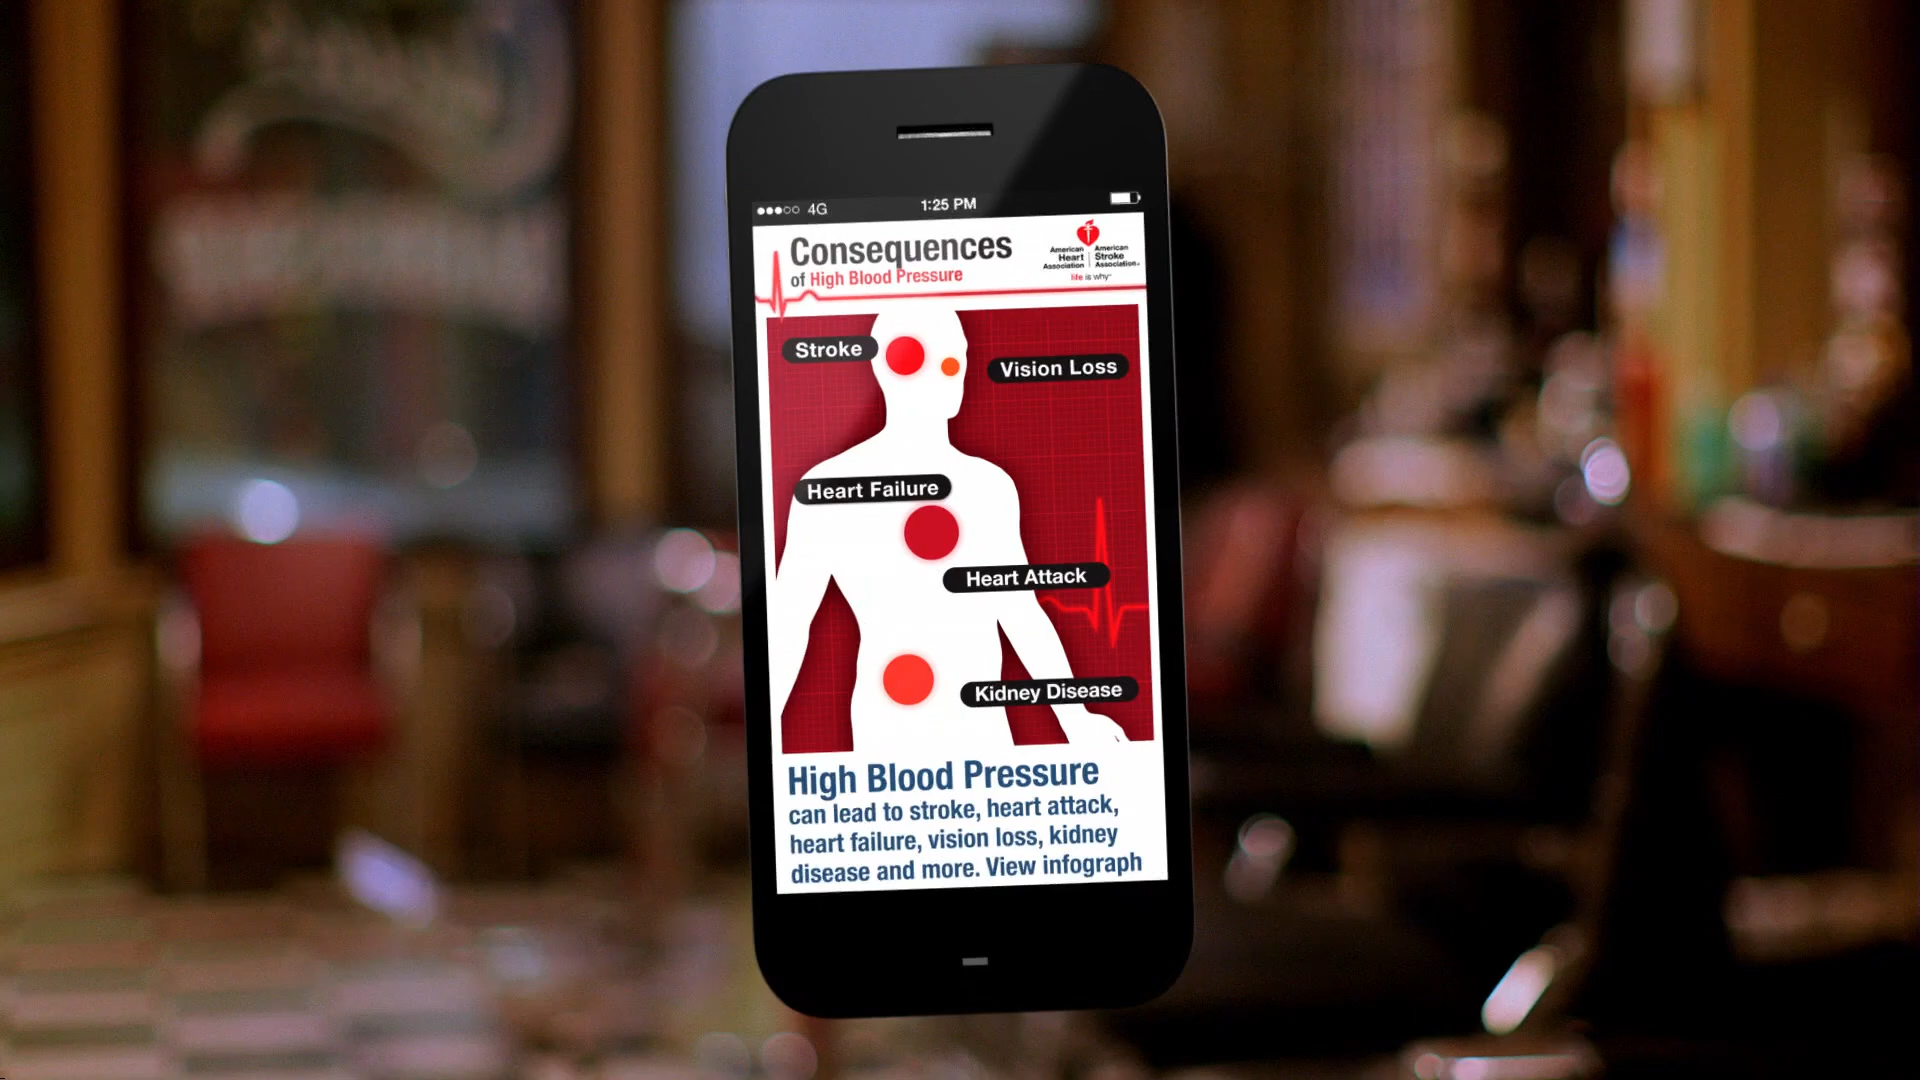 4G 1:25 PM
Consequences
of High Blood Pressure
American Heart Association
American Stroke Association®
life is why™
Stroke
Vision Loss
Heart Failure
Heart Attack
Kidney Disease
High Blood Pressure
can lead to stroke, heart attack,
heart failure, vision loss, kidney
disease and more. View infograph